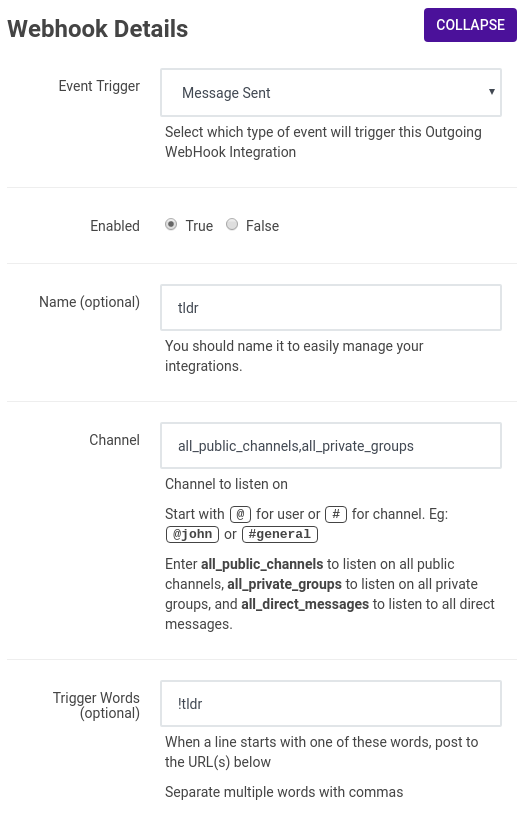 Webhook Details
COLLAPSE
Event Trigger
Message Sent
Select which type of event will trigger this Outgoing
WebHook Integration
Enabled
True
False
Name (optional)
tldr
You should name it to easily manage your
integrations.
Channel
all_public_channels,all_private_groups
Channel to listen on
Start with @ for user or # for channel. Eg:
@john or #general
Enter all_public_channels to listen on all public
channels, all_private_groups to listen on all private
groups, and all_direct_messages to listen to all direct
messages.
Trigger Words
(optional)
!tldr
When a line starts with one of these words, post to
the URL(s) below
Separate multiple words with commas